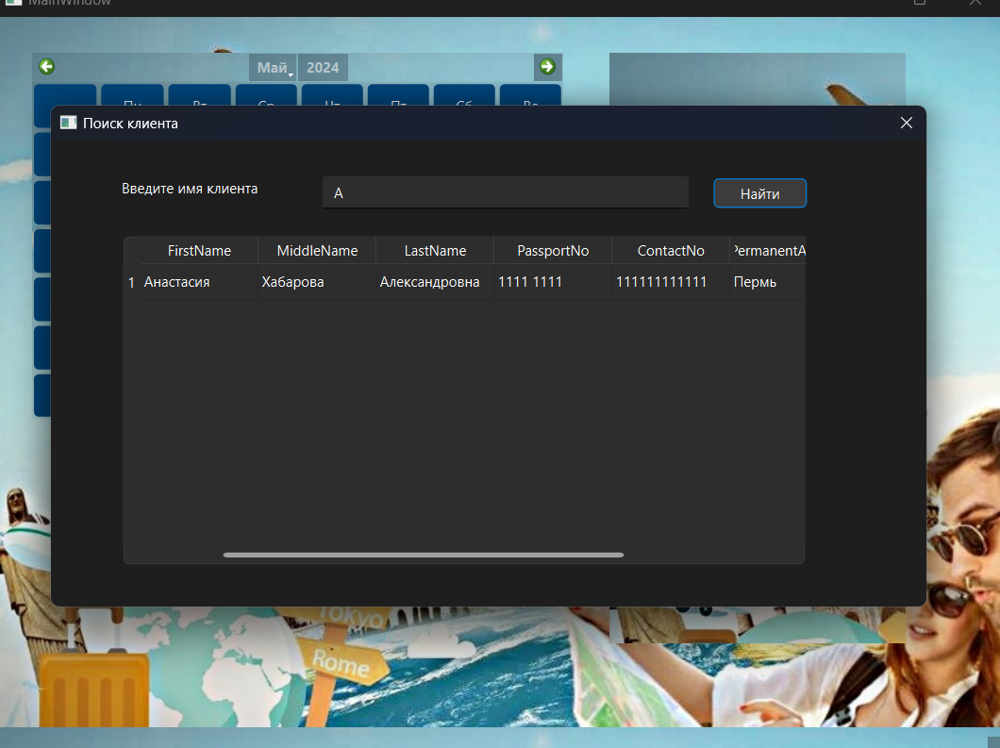 MainWindow
Май 2024
Пн Вт Ср Чт Пт Сб Вс
Поиск клиента
Введите имя клиента
А
Найти
FirstName MiddleName LastName PassportNo ContactNo PermanentA
1 Анастасия Хабарова Александровна 1111 1111 111111111111 Пермь
TOKYO
Rome